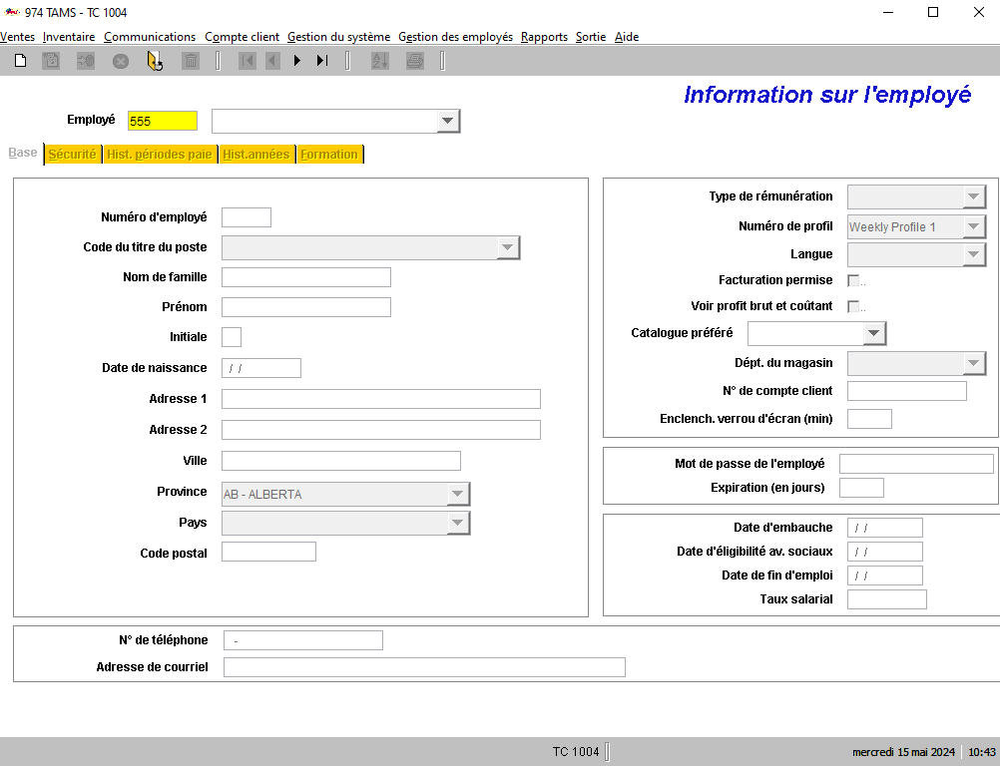 974 TAMS - TC 1004
Ventes Inventaire Communications Compte client Gestion du système Gestion des employés Rapports Sortie Aide
Information sur l'employé
Employé 555
Base Sécurité Hist. périodes paie Hist.années Formation
Numéro d'employé
Code du titre du poste
Nom de famille
Prénom
Initiale
Date de naissance / /
Adresse 1
Adresse 2
Ville
Province AB - ALBERTA
Pays
Code postal
Type de rémunération
Numéro de profil Weekly Profile 1
Langue
Facturation permise ..
Voir profit brut et coûtant ..
Catalogue préféré
Dépt. du magasin
N° de compte client
Enclench. verrou d'écran (min)
Mot de passe de l'employé
Expiration (en jours)
Date d'embauche / /
Date d'éligibilité av. sociaux / /
Date de fin d'emploi / /
Taux salarial
N° de téléphone -
Adresse de courriel
TC 1004 mercredi 15 mai 2024 10:43